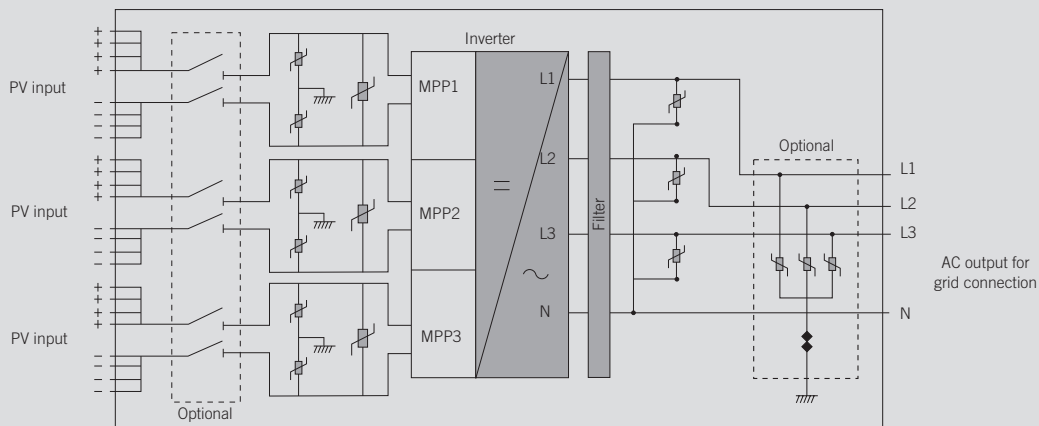 Inverter
PV input
+
+
+
+
−
−
−
−
MPP1
L1
PV input
+
+
+
+
−
−
−
−
MPP2
L2
L3
Filter
Optional
L1
L2
L3
AC output for
grid connection
PV input
+
+
+
+
−
−
−
−
MPP3
N
N
Optional